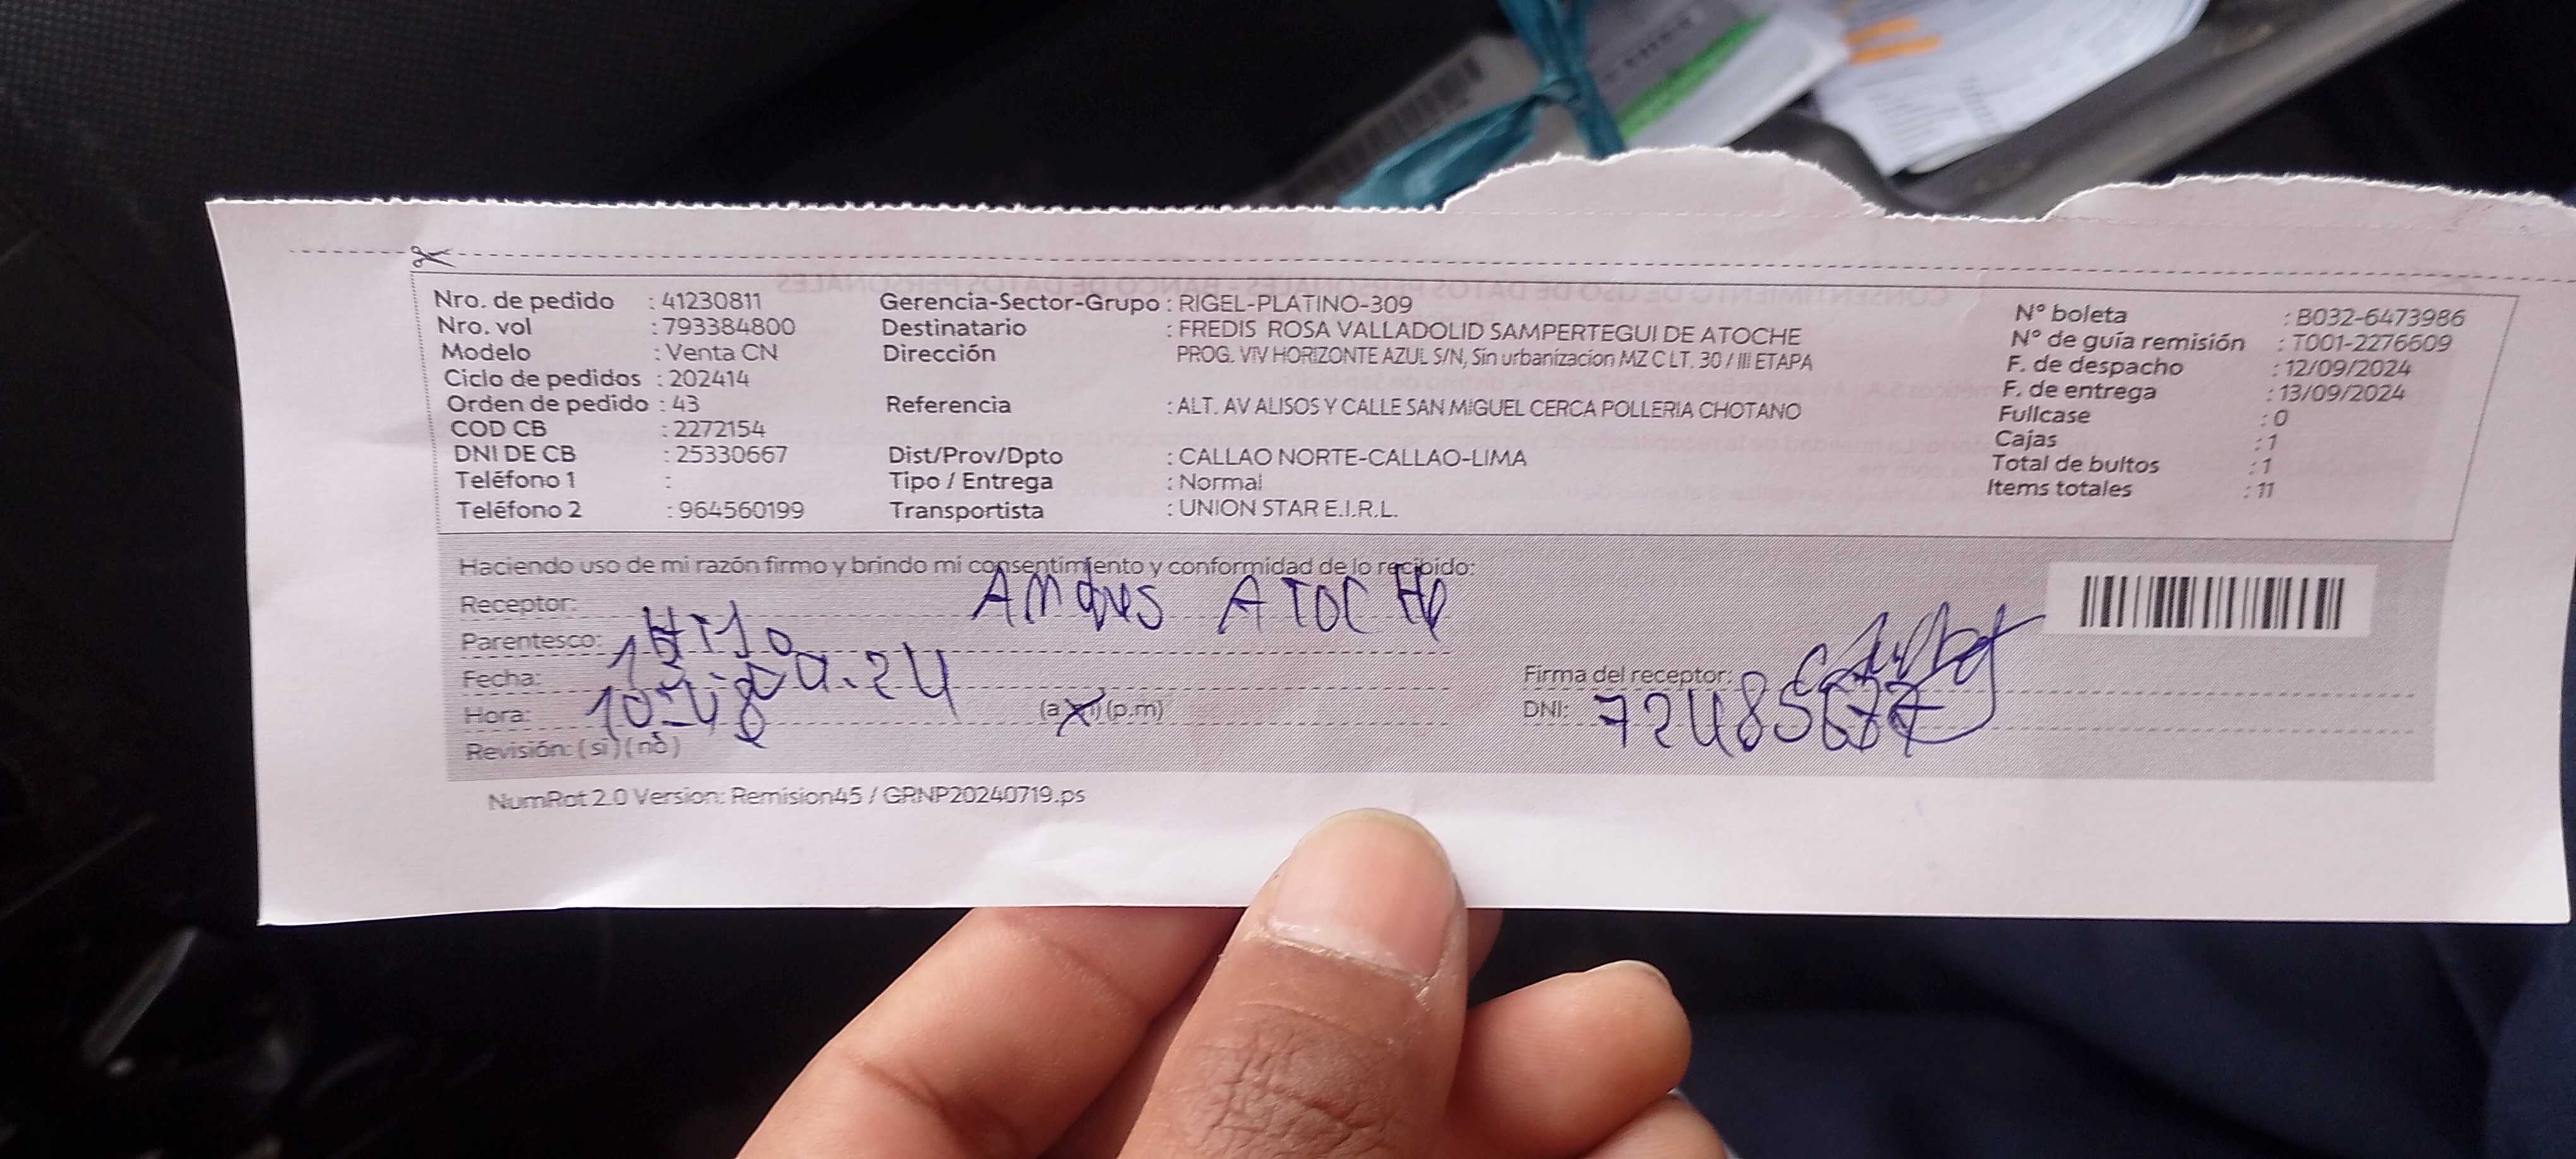 Nro. de pedido : 41230811
Nro. vol : 793384800
Modelo : Venta CN
Ciclo de pedidos : 202414
Orden de pedido : 43
COD CB : 2272154
DNI DE CB : 25330667
Teléfono 1 :
Teléfono 2 : 964560199
Gerencia-Sector-Grupo : RIGEL-PLATINO-309
Destinatario : FREDIS ROSA VALLADOLID SAMPERTEGUI DE ATOCHE
Dirección PROG. VIV HORIZONTE AZUL S/N, Sin urbanizacion MZ C LT. 30 / III ETAPA
Referencia : ALT. AV ALISOS Y CALLE SAN MIGUEL CERCA POLLERIA CHOTANO
Dist/Prov/Dpto : CALLAO NORTE-CALLAO-LIMA
Tipo / Entrega : Normal
Transportista : UNION STAR E.I.R.L.
N° boleta : B032-6473986
N° de guía remisión : T001-2276609
F. de despacho : 12/09/2024
F. de entrega : 13/09/2024
Fullcase : 0
Cajas : 1
Total de bultos : 1
Items totales : 11
Haciendo uso de mi razón firmo y brindo mi consentimiento y conformidad de lo recibido:
Receptor: ATOCHE
Parentesco: HIJO
Fecha:
Hora: (p.m)
Revisión: (si) (no)
Firma del receptor:
DNI:
NumRot 2.0 Version: Remision45 / GRNP20240719.ps